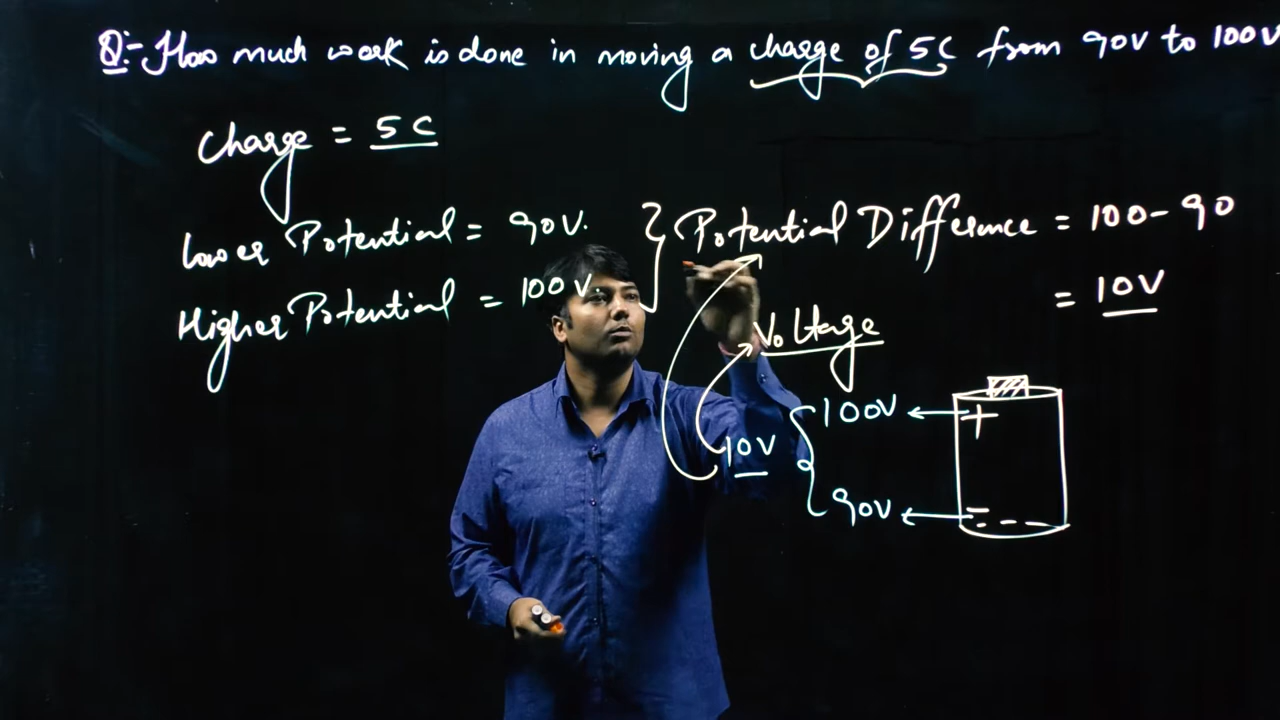 Q:- How much work is done in moving a charge of 5C from 90V to 100V
Charge = 5C
Lower Potential = 90V.
Higher Potential = 100V.
} Potential Difference = 100-90
= 10V
Voltage
10V { 100V +
90V -